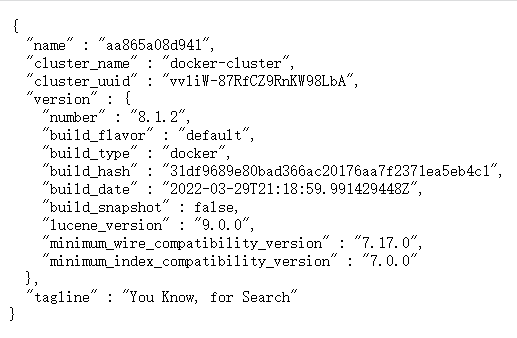 {
"name" : "aa865a08d941",
"cluster_name" : "docker-cluster",
"cluster_uuid" : "vv1iW-87RfCZ9RnKW98LbA",
"version" : {
"number" : "8.1.2",
"build_flavor" : "default",
"build_type" : "docker",
"build_hash" : "31df9689e80bad366ac20176aa7f2371ea5eb4c1",
"build_date" : "2022-03-29T21:18:59.991429448Z",
"build_snapshot" : false,
"lucene_version" : "9.0.0",
"minimum_wire_compatibility_version" : "7.17.0",
"minimum_index_compatibility_version" : "7.0.0"
},
"tagline" : "You Know, for Search"
}